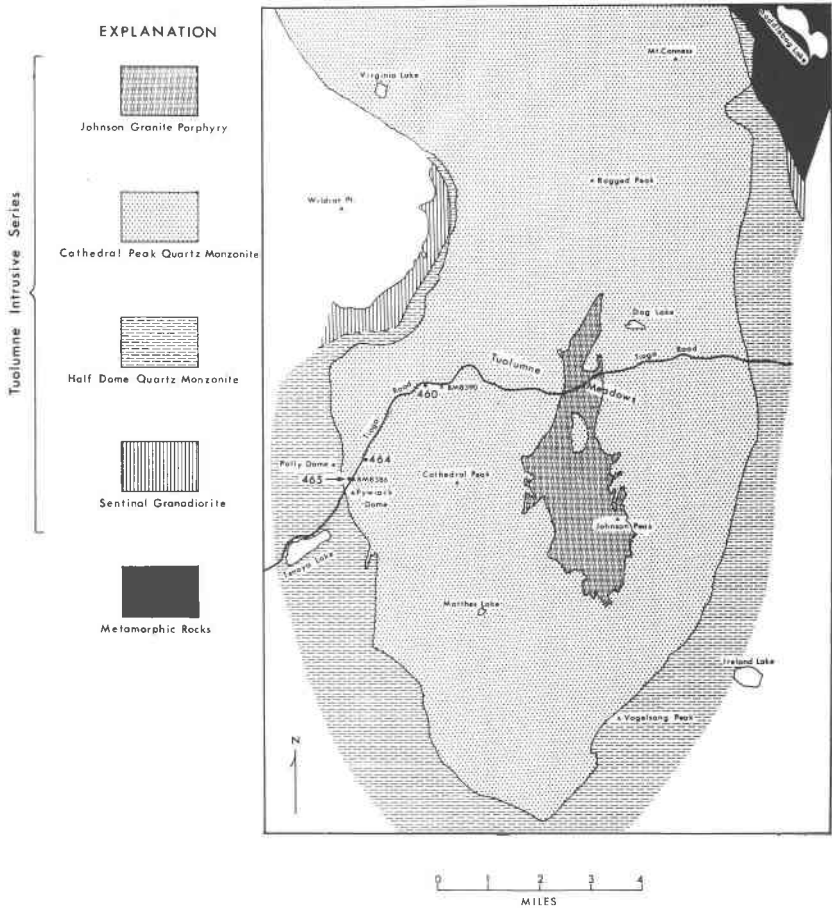 EXPLANATION
Johnson Granite Porphyry
Cathedral Peak Quartz Monzonite
Half Dome Quartz Monzonite
Sentinal Granodiorite
Metamorphic Rocks
Tuolumne Intrusive Series
Saddlebag Lake
Mt. Conness
Virginia Lake
Ragged Peak
Wildcat Pt.
Dog Lake
Tuolumne
Meadows
Tioga Road
Tioga Road
460
BM8390
464
Polly Dome
465
BM8386
Pywiack
Dome
Cathedral Peak
Johnson Peak
Tenaya Lake
Matthes Lake
Ireland Lake
Vogelsang Peak
N
0 1 2 3 4
MILES